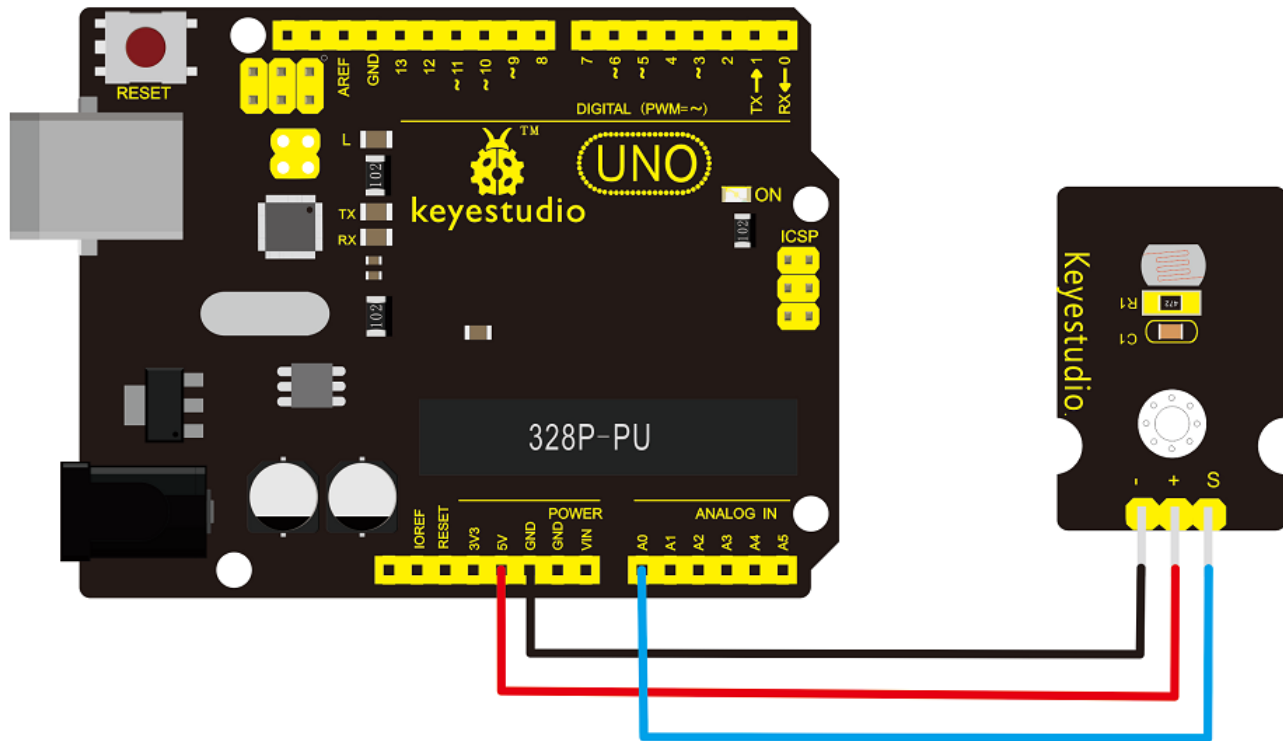 RESET
AREF
GND
13
12
~11
~10
~9
8
7
~6
~5
4
~3
2
TX→1
RX←0
DIGITAL (PWM=~)
L
TM
UNO
keyestudio
102
TX
RX
102
ON
102
ICSP
328P-PU
POWER
IOREF
RESET
3V3
5V
GND
GND
VIN
ANALOG IN
A0
A1
A2
A3
A4
A5
Keyestudio
R1
472
C1
- + S